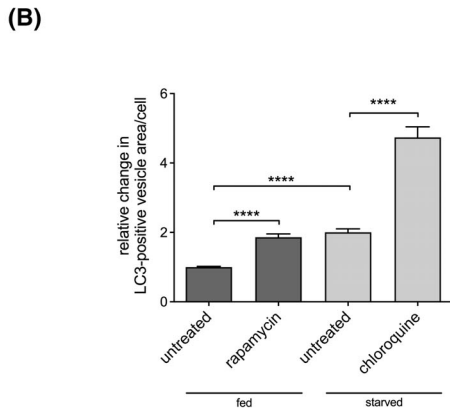 (B)
relative change in
LC3-positive vesicle area/cell
6
4
2
0
****
****
****
untreated
rapamycin
untreated
chloroquine
fed
starved